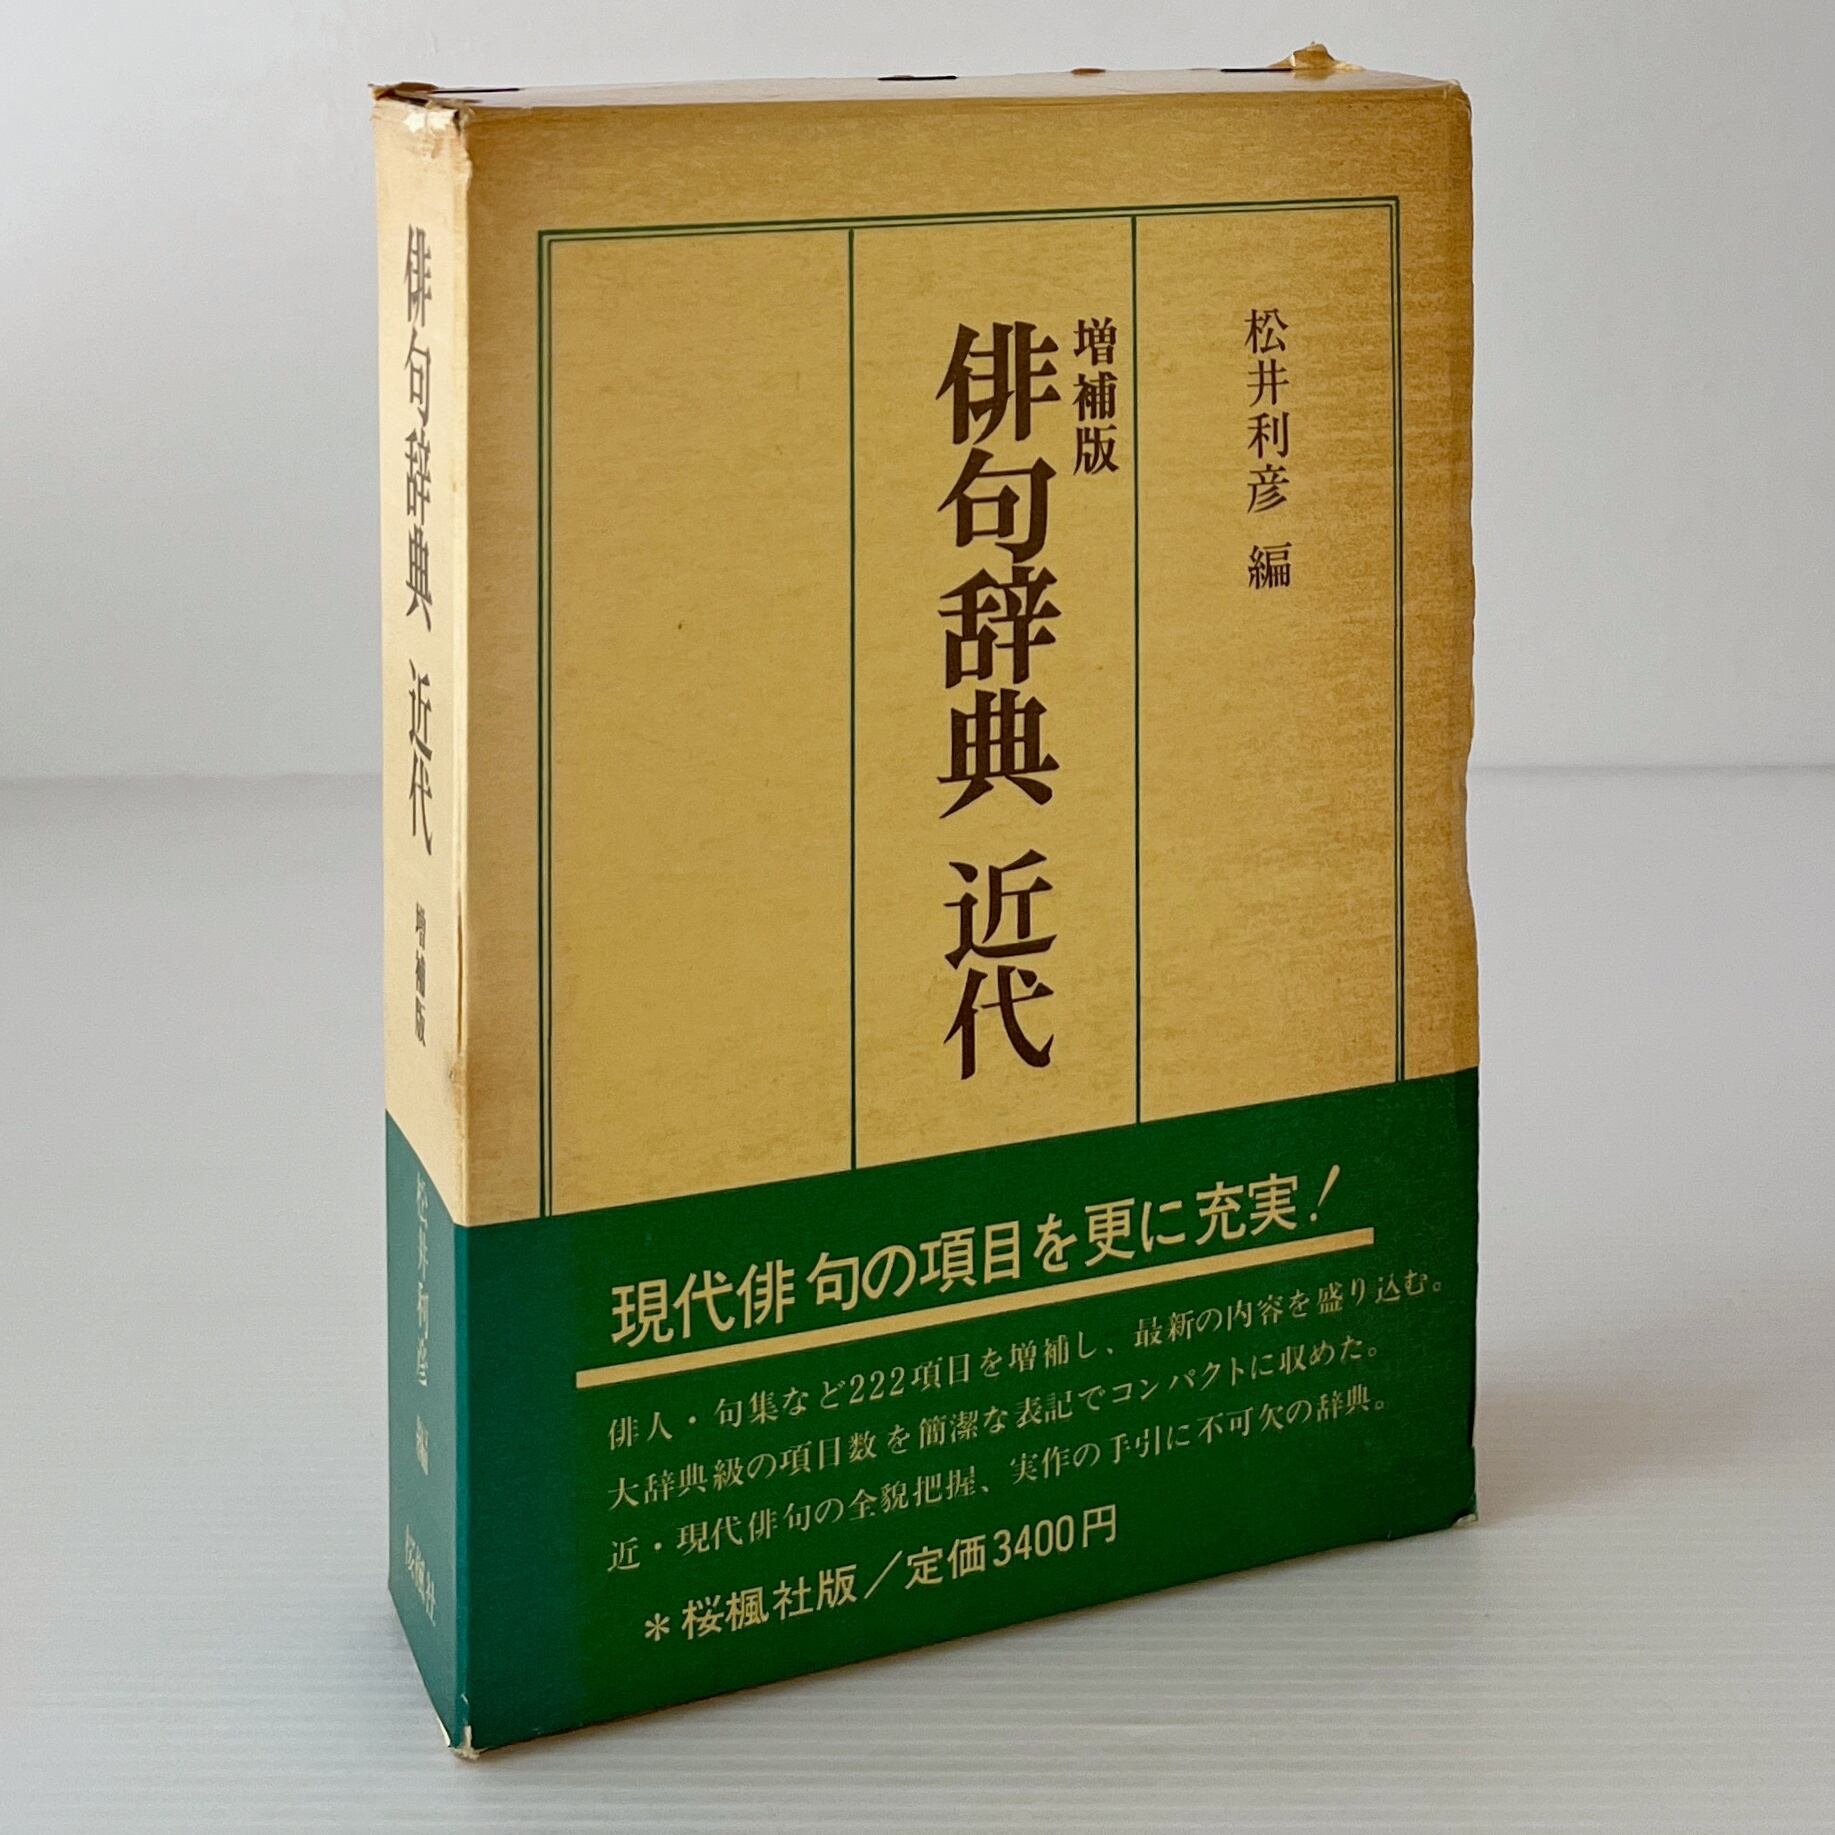 松井利彦 編
増補版
俳句辞典 近代
現代俳句の項目を更に充実!
俳人・句集など222項目を増補し、最新の内容を盛り込む。
大辞典級の項目数を簡潔な表記でコンパクトに収めた。
近・現代俳句の全貌把握、実作の手引に不可欠の辞典。
*桜楓社版/定価3400円
俳句辞典 近代 増補版
松井利彦 編 桜楓社